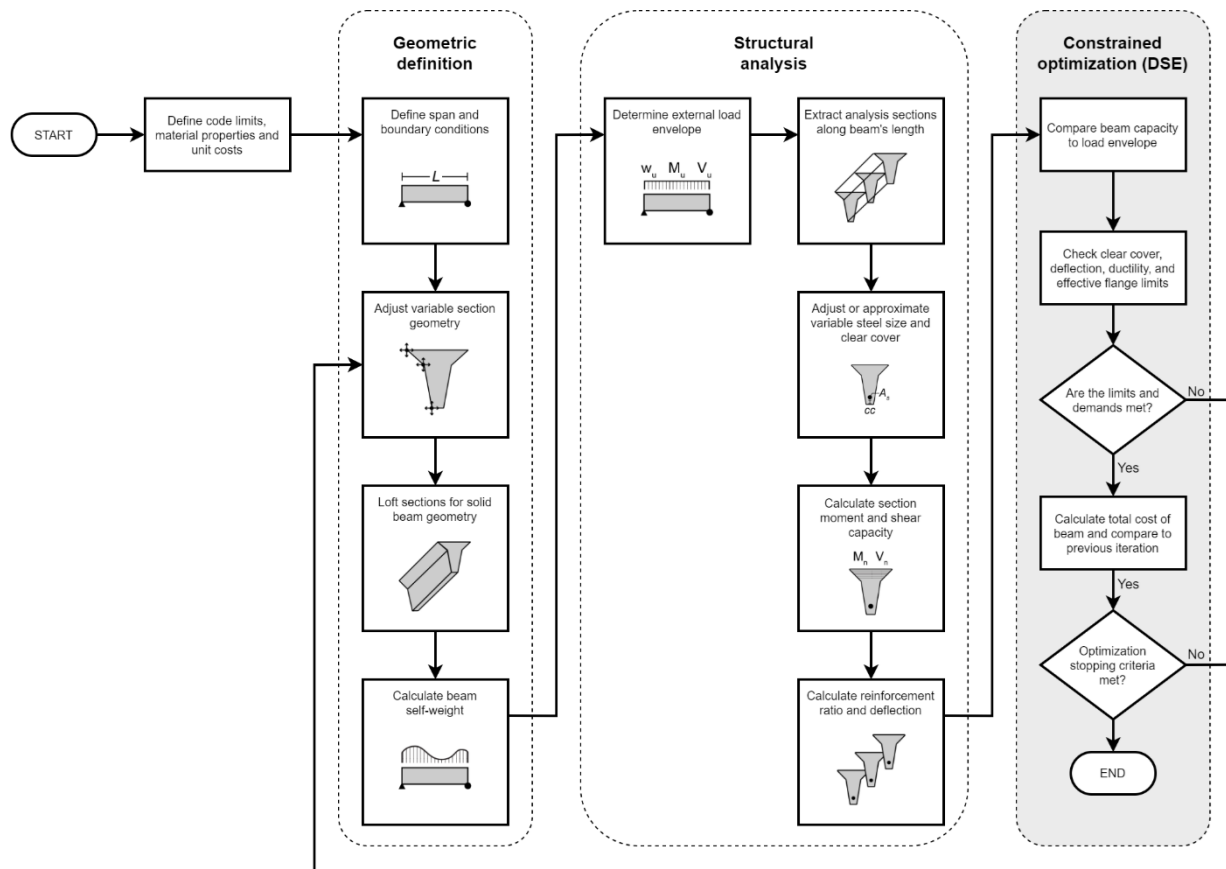 Geometric
definition
Structural
analysis
Constrained
optimization (DSE)
START
Define code limits,
material properties and
unit costs
Define span and
boundary conditions
L
Adjust variable section
geometry
Loft sections for solid
beam geometry
Calculate beam
self-weight
Determine external load
envelope
wu Mu Vu
Extract analysis sections
along beam's length
Adjust or approximate
variable steel size and
clear cover
As
cc
Calculate section
moment and shear
capacity
Mn Vn
Calculate reinforcement
ratio and deflection
Compare beam capacity
to load envelope
Check clear cover,
deflection, ductility, and
effective flange limits
Are the limits and
demands met?
No
Yes
Calculate total cost of
beam and compare to
previous iteration
Yes
Optimization
stopping criteria
met?
No
END